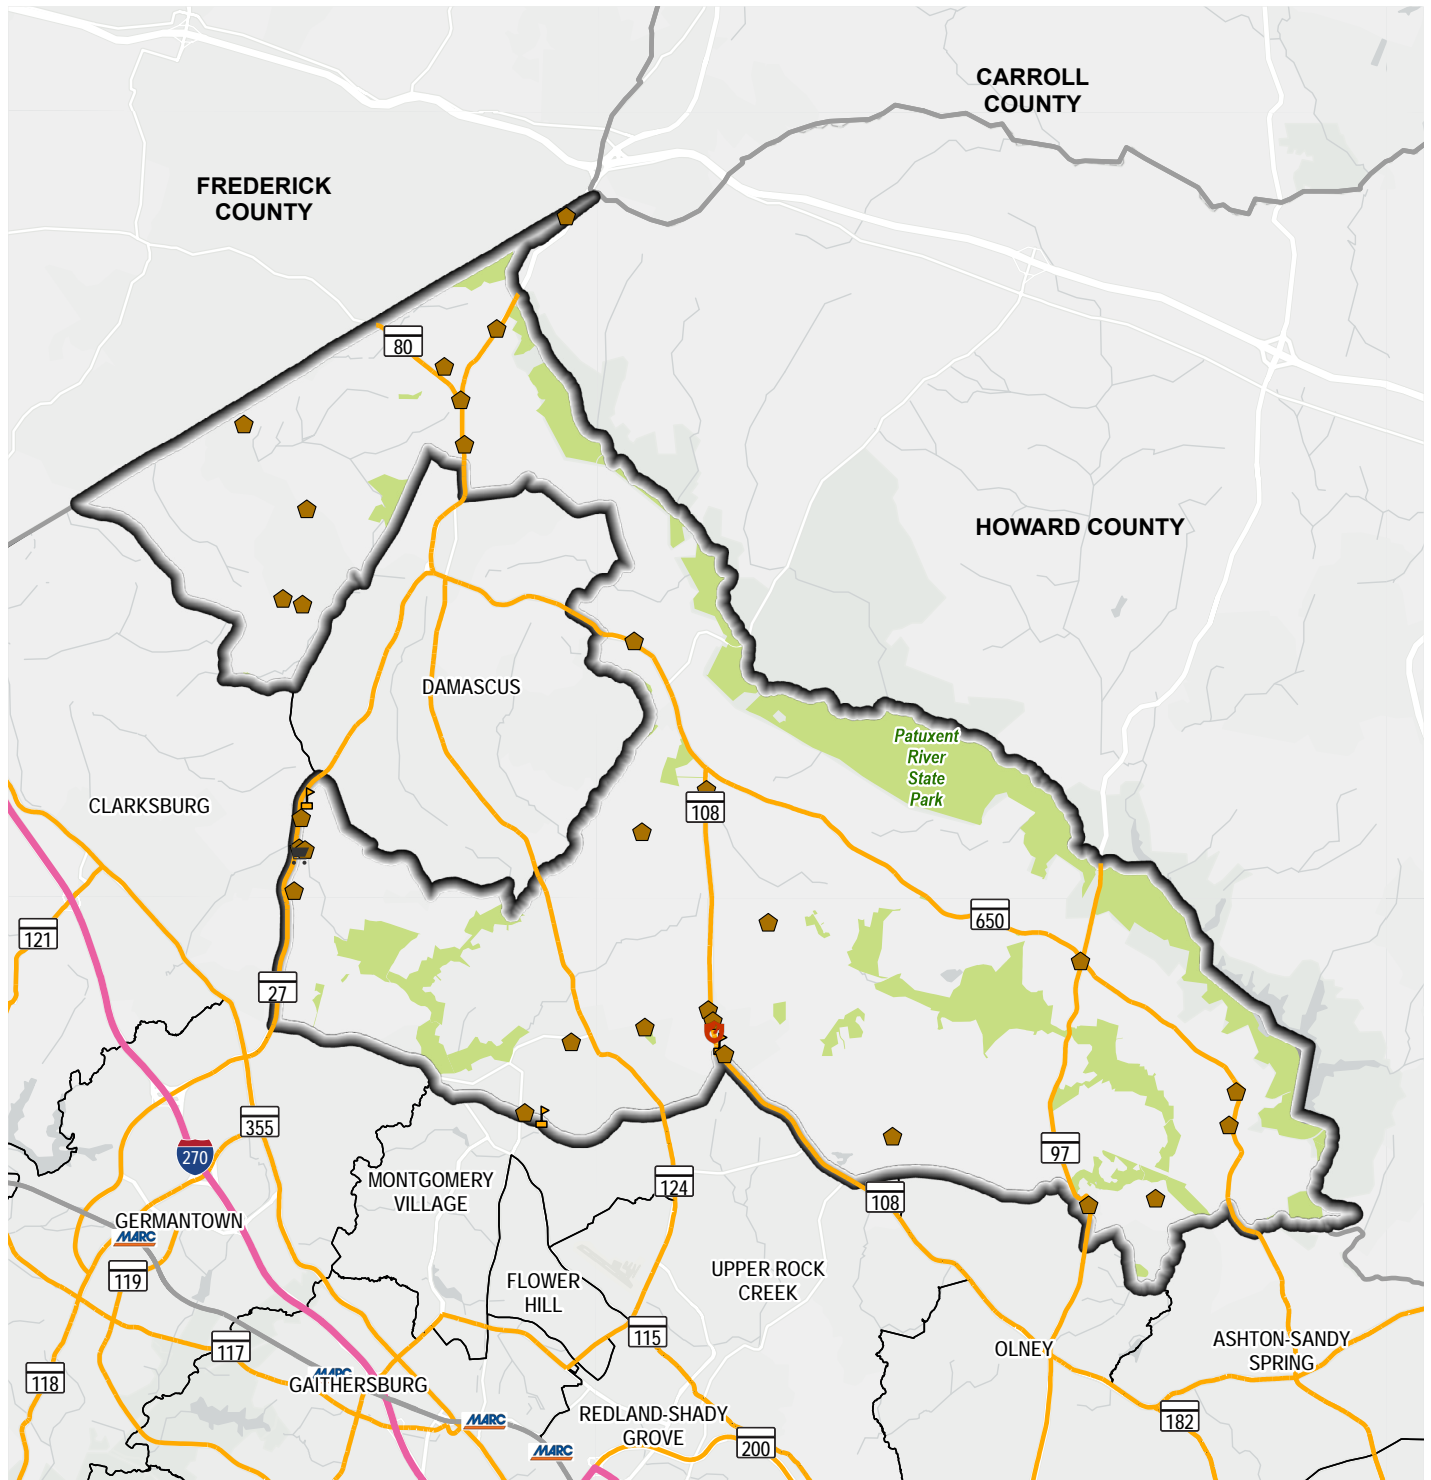 CARROLL
COUNTY
FREDERICK
COUNTY
80
HOWARD COUNTY
DAMASCUS
Patuxent
River
State
Park
CLARKSBURG
108
650
121
27
355
270
97
MONTGOMERY
VILLAGE
124
108
GERMANTOWN
MARC
119
FLOWER
HILL
UPPER ROCK
CREEK
115
117
OLNEY
ASHTON-SANDY
SPRING
118
MARC
GAITHERSBURG
MARC
REDLAND-SHADY
GROVE
182
200
MARC